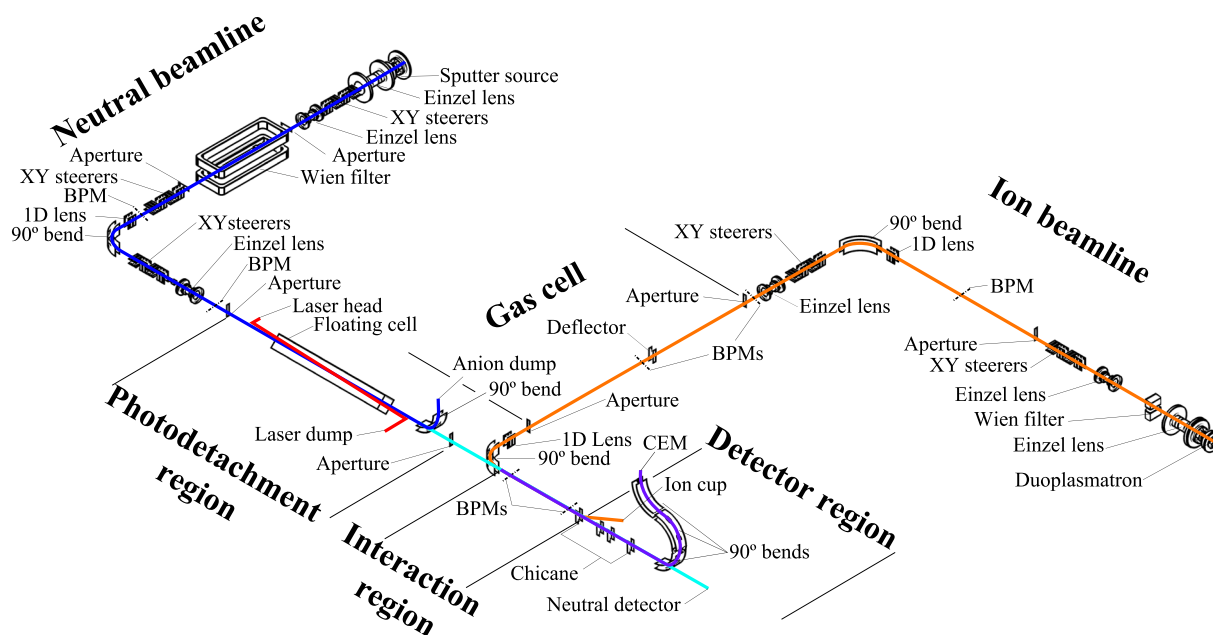 Neutral beamline
Sputter source
Einzel lens
XY steerers
Einzel lens
Aperture
Wien filter
Aperture
XY steerers
BPM
1D lens
90º bend
XYsteerers
Einzel lens
BPM
Aperture
Laser head
Floating cell
Anion dump
90º bend
Laser dump
Aperture
Photodetachment
region
Gas cell
XY steerers
90º bend
1D lens
Ion beamline
BPM
Aperture
Einzel lens
Deflector
BPMs
Aperture
XY steerers
Einzel lens
Wien filter
Einzel lens
Duoplasmatron
Aperture
1D Lens
90º bend
CEM
Ion cup
Detector region
BPMs
Interaction
region
90º bends
Chicane
Neutral detector